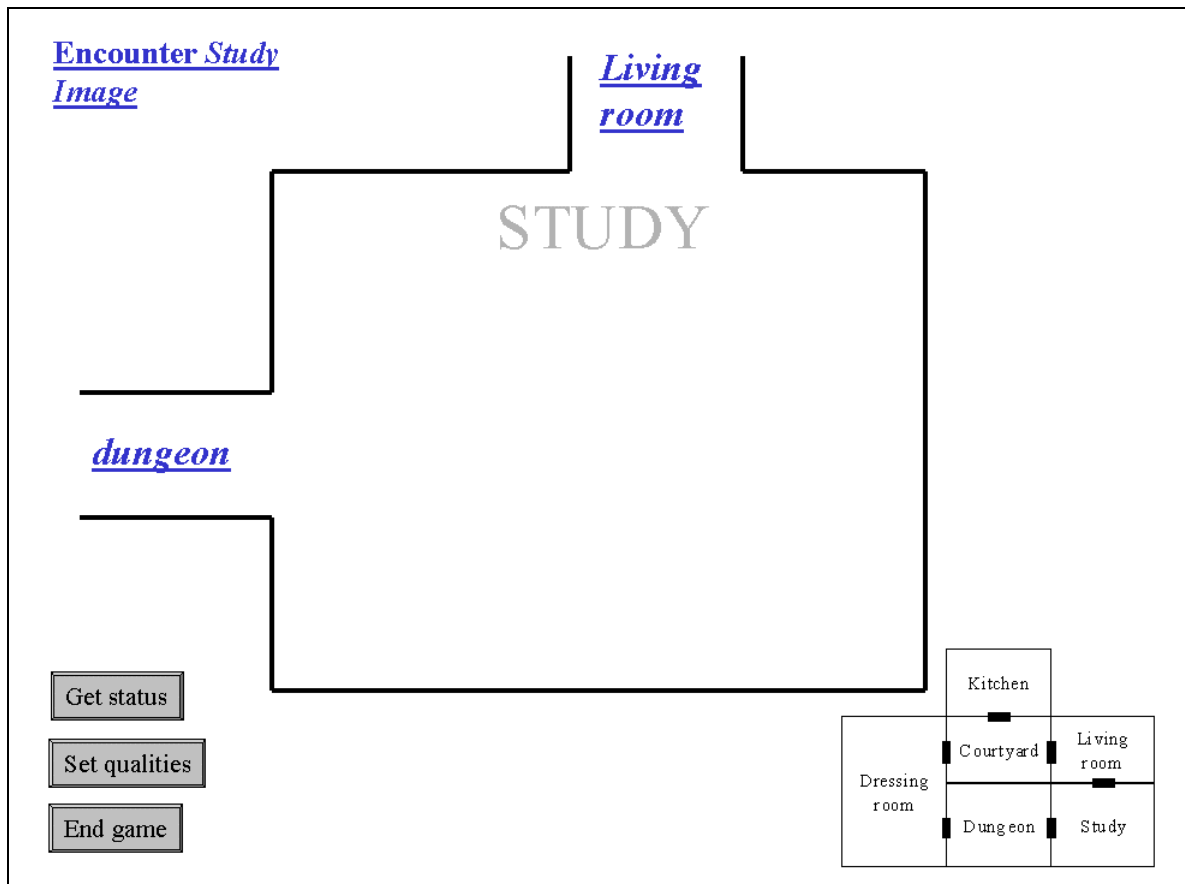 Encounter Study
Image
Living
room
STUDY
dungeon
Get status
Set qualities
End game
Kitchen
Courtyard
Living
room
Dressing
room
Dungeon
Study